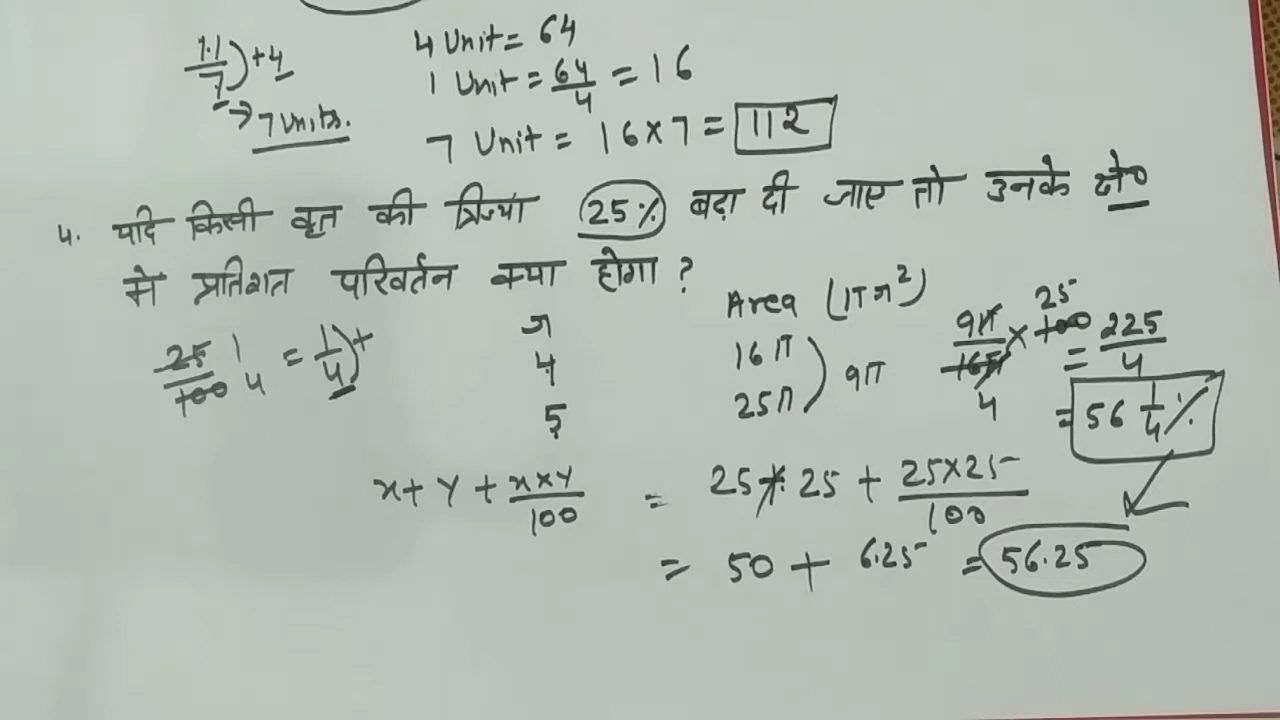 11/7) +4 4 Unit = 64
→ 7 Units. 1 Unit = 64/4 = 16
7 Unit = 16 x 7 = 112
4. यदि किसी वृत की त्रिज्या 25% बढ़ा दी जाए तो उनके क्षे०
में प्रतिशत परिवर्तन क्या होगा ?
Area (πr²)
25/100 1/4 = 1/4)+ r
4 16π
5 25π ) 9π 9π/16π x 100 25 4 = 225/4
= 56 1/4 %
x + y + x x y/100 = 25 + 25 + 25x25/100
= 50 + 6.25 = 56.25